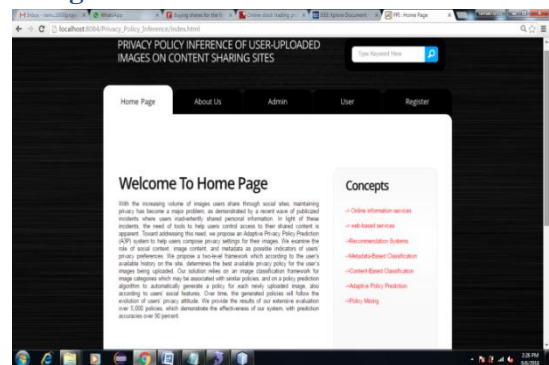 WhatsApp
localhost:8084/Privacy_Policy_Inference/index.html
PRIVACY POLICY INFERENCE OF USER-UPLOADED
IMAGES ON CONTENT SHARING SITES
Type Keyword Here
Home Page
About Us
Admin
User
Register
Welcome To Home Page
With the increasing volume of images users share through social sites, maintaining
privacy has become a major problem, as demonstrated by a recent wave of publicized
incidents where users inadvertently shared personal information. In light of these
incidents, the need of tools to help users control access to their shared content is
apparent. Toward addressing this need, we propose an Adaptive Privacy Policy Prediction
(A3P) system to help users compose privacy settings for their images. We examine the
role of social context, image content, and metadata as possible indicators of users'
privacy preferences. We propose a two-level framework which according to the user's
available history on the site, determines the best available privacy policy for the user's
images being uploaded. Our solution relies on an image classification framework for
image categories which may be associated with similar policies, and on a policy prediction
algorithm to automatically generate a policy for each newly uploaded image, also
according to users' social features. Over time, the generated policies will follow the
evolution of users' privacy attitude. We provide the results of our extensive evaluation
over 5,000 policies, which demonstrate the effectiveness of our system, with prediction
accuracies over 90 percent.
Concepts
-> Online information services
-> web-based services
->Recommendation Systems
->Metadata-Based Classification
->Content-Based Classification
->Adaptive Policy Prediction
->Policy Mining
2:26 PM